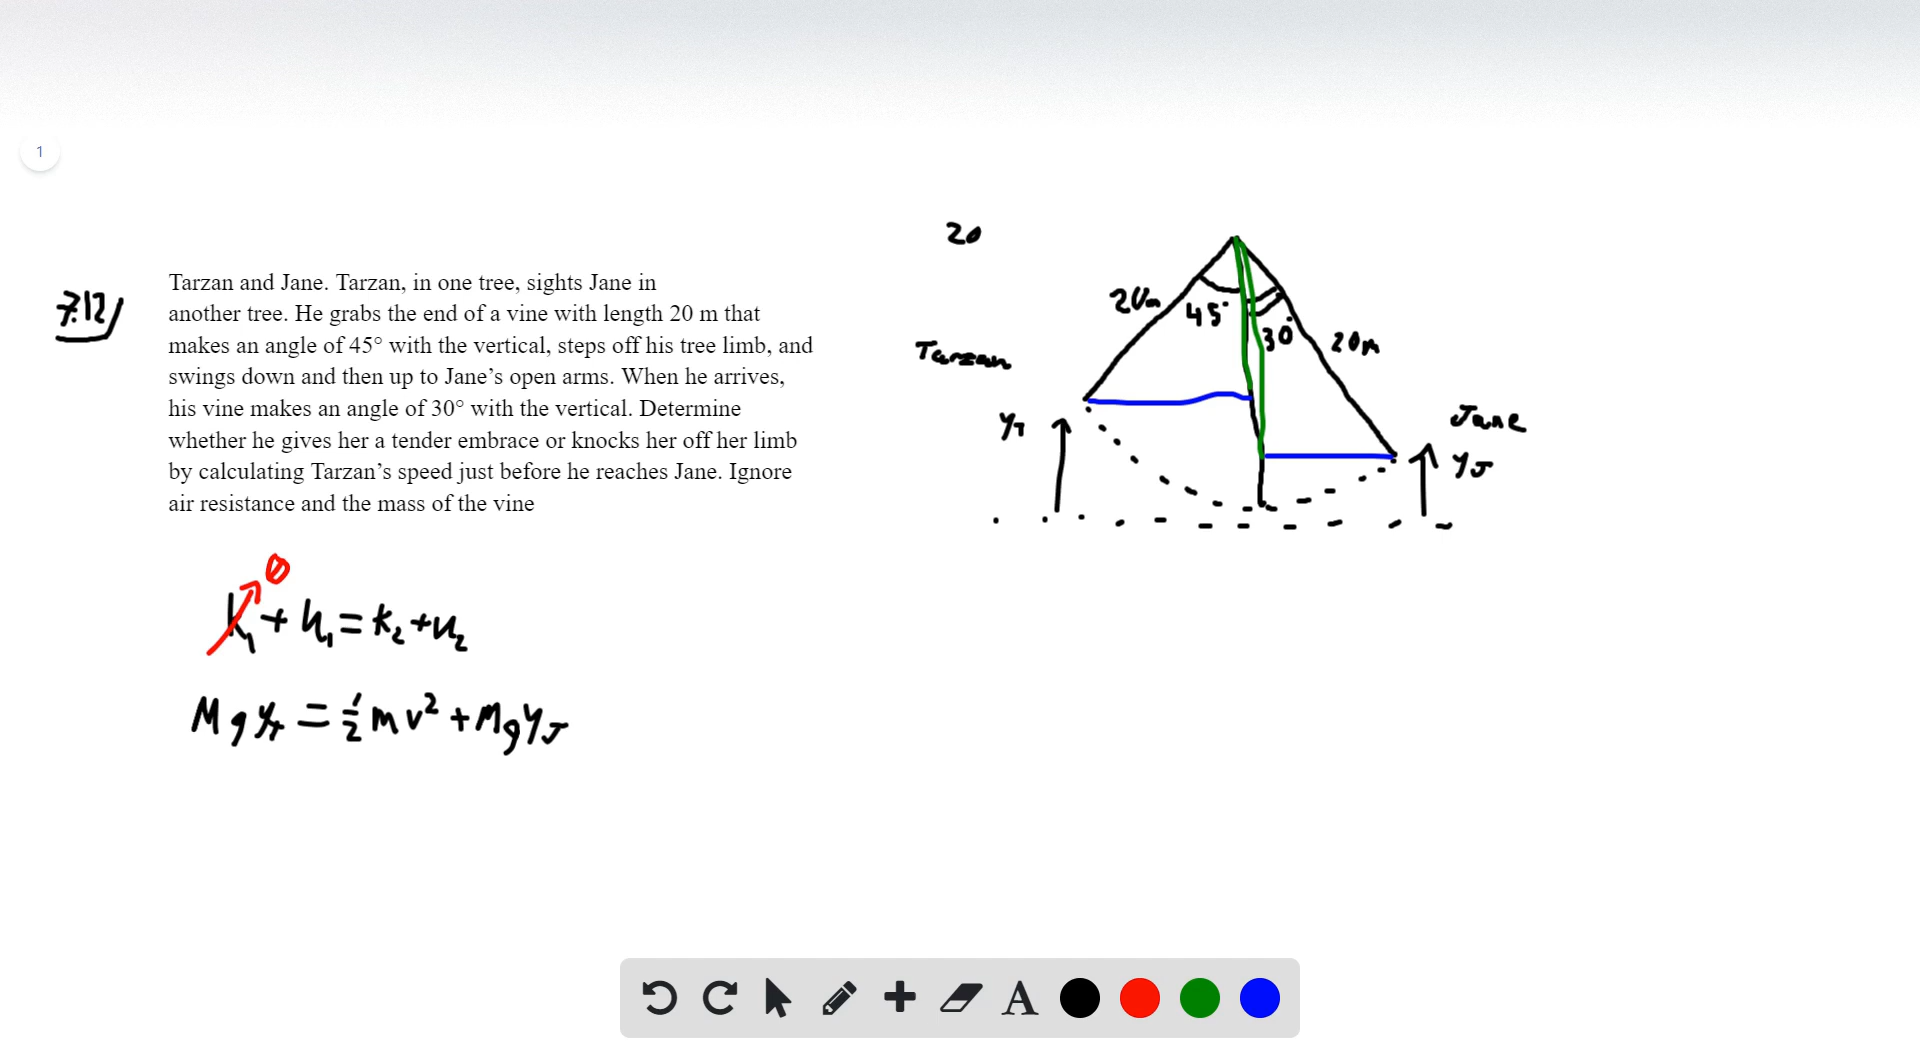 1
20
7.12
Tarzan and Jane. Tarzan, in one tree, sights Jane in
another tree. He grabs the end of a vine with length 20 m that
makes an angle of 45° with the vertical, steps off his tree limb, and
swings down and then up to Jane’s open arms. When he arrives,
his vine makes an angle of 30° with the vertical. Determine
whether he gives her a tender embrace or knocks her off her limb
by calculating Tarzan’s speed just before he reaches Jane. Ignore
air resistance and the mass of the vine
20m
45°
30°
20m
Tarzan
Jane
y_T
y_J
0
K₁ + U₁ = K₂ + U₂
Mgy_T = ½mv² + Mgy_J
A